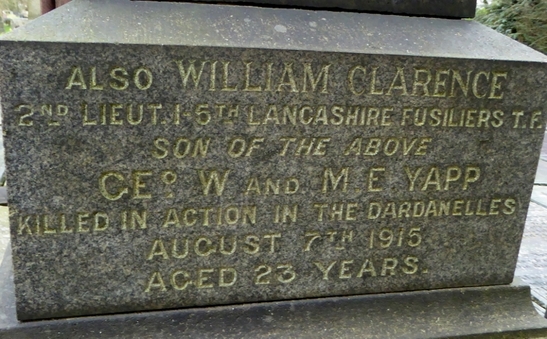 ALSO WILLIAM CLARENCE
2ND LIEUT. 1-5TH LANCASHIRE FUSILIERS T.F.
SON OF THE ABOVE
GEO. W AND M E YAPP
KILLED IN ACTION IN THE DARDANELLES
AUGUST 7TH 1915
AGED 23 YEARS.